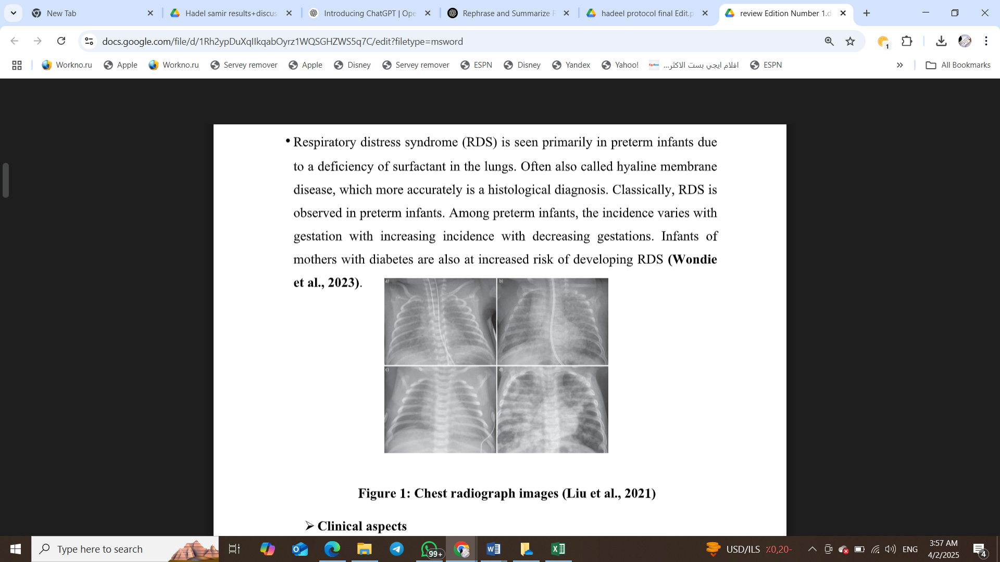 New Tab
Hadel samir results+discus
Introducing ChatGPT | Ope
Rephrase and Summarize R
hadeel protocol final Edit.p
review Edition Number 1.d
docs.google.com/file/d/1Rh2ypDuXqIIkqabOyrz1WQSGHZWS5q7C/edit?filetype=msword
1
Workno.ru
Apple
Workno.ru
Servey remover
Apple
Disney
Servey remover
ESPN
Disney
Yandex
Yahoo!
افلام ايجي بست الاكثر...
ESPN
All Bookmarks
• Respiratory distress syndrome (RDS) is seen primarily in preterm infants due
to a deficiency of surfactant in the lungs. Often also called hyaline membrane
disease, which more accurately is a histological diagnosis. Classically, RDS is
observed in preterm infants. Among preterm infants, the incidence varies with
gestation with increasing incidence with decreasing gestations. Infants of
mothers with diabetes are also at increased risk of developing RDS (Wondie
et al., 2023).
a)
b)
c)
d)
Figure 1: Chest radiograph images (Liu et al., 2021)
➢ Clinical aspects
Type here to search
99+
USD/ILS
٪0,20-
ENG
3:57 AM
4/2/2025
4